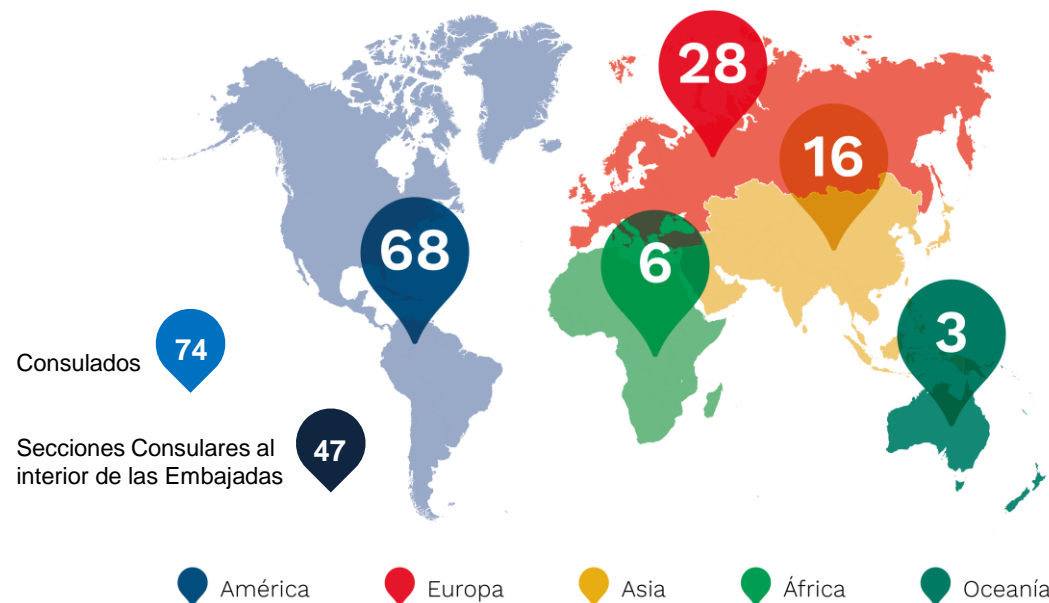 28
16
68
6
3
Consulados
74
Secciones Consulares al
interior de las Embajadas
47
América
Europa
Asia
África
Oceanía